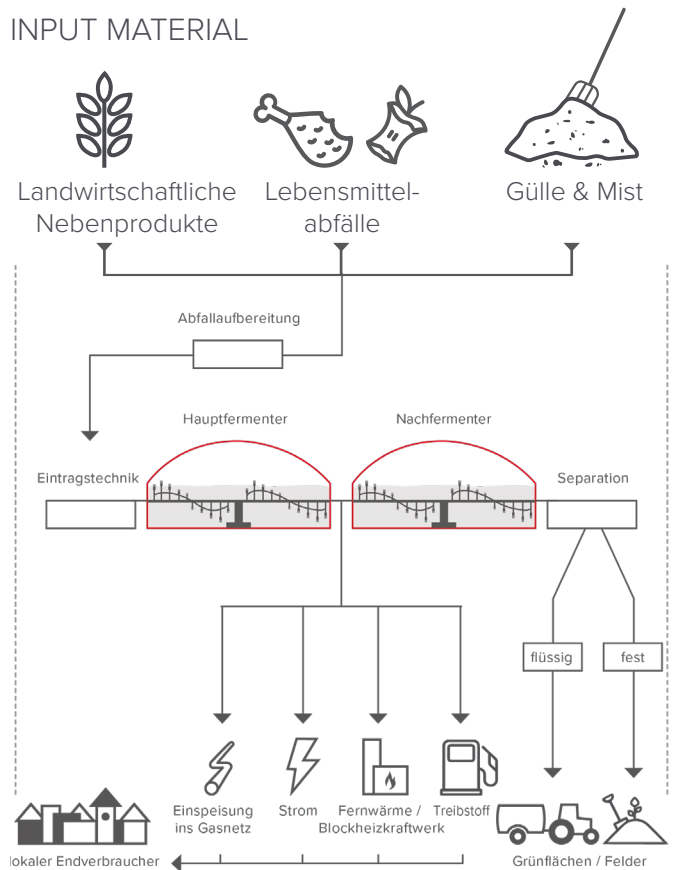 INPUT MATERIAL
Landwirtschaftliche
Nebenprodukte
Lebensmittel-
abfälle
Gülle & Mist
Abfallaufbereitung
Hauptfermenter
Nachfermenter
Eintragstechnik
Separation
flüssig
fest
Einspeisung
ins Gasnetz
Strom
Fernwärme /
Blockheizkraftwerk
Treibstoff
lokaler Endverbraucher
Grünflächen / Felder